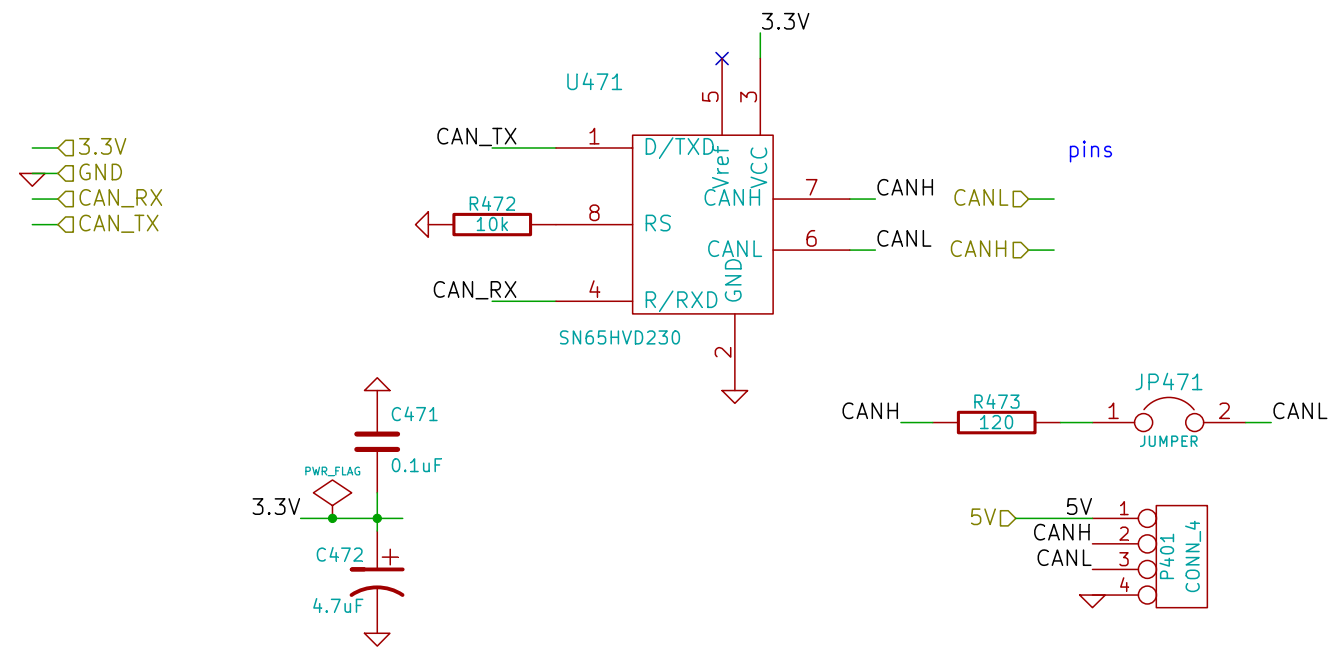 3.3V
U471
5
3
CAN_TX
1
D/TXD
Vref
VCC
pins
3.3V
GND
CAN_RX
CAN_TX
R472
10k
8
RS
CANH
7
CANH
CANL
CANL
6
CANL
CANH
CAN_RX
4
R/RXD
GND
SN65HVD230
2
C471
0.1uF
PWR_FLAG
3.3V
C472
+
4.7uF
JP471
CANH
R473
120
1
2
CANL
JUMPER
5V
5V
1
CANH
2
CANL
3
4
P401
CONN_4